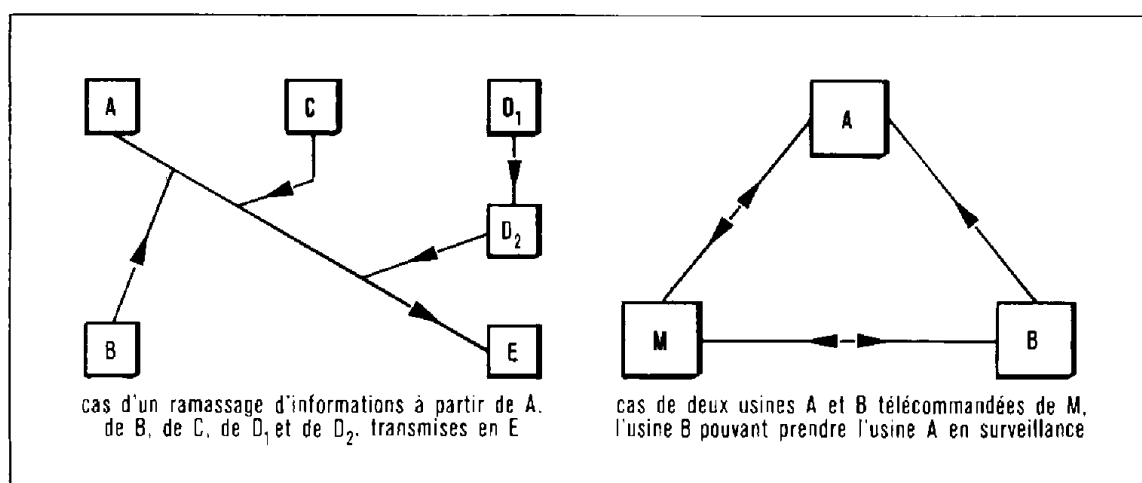 A
C
D₁
D₂
B
E
cas d'un ramassage d'informations à partir de A,
de B, de C, de D₁ et de D₂, transmises en E
A
M
B
cas de deux usines A et B télécommandées de M,
l'usine B pouvant prendre l'usine A en surveillance